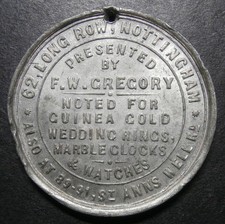 62, LONG ROW, NOTTINGHAM
PRESENTED
BY
F.W. GREGORY
NOTED FOR
GUINEA GOLD
WEDDING RINGS,
MARBLE CLOCKS
& WATCHES
ALSO AT 89-91, ST ANNS WELL RD